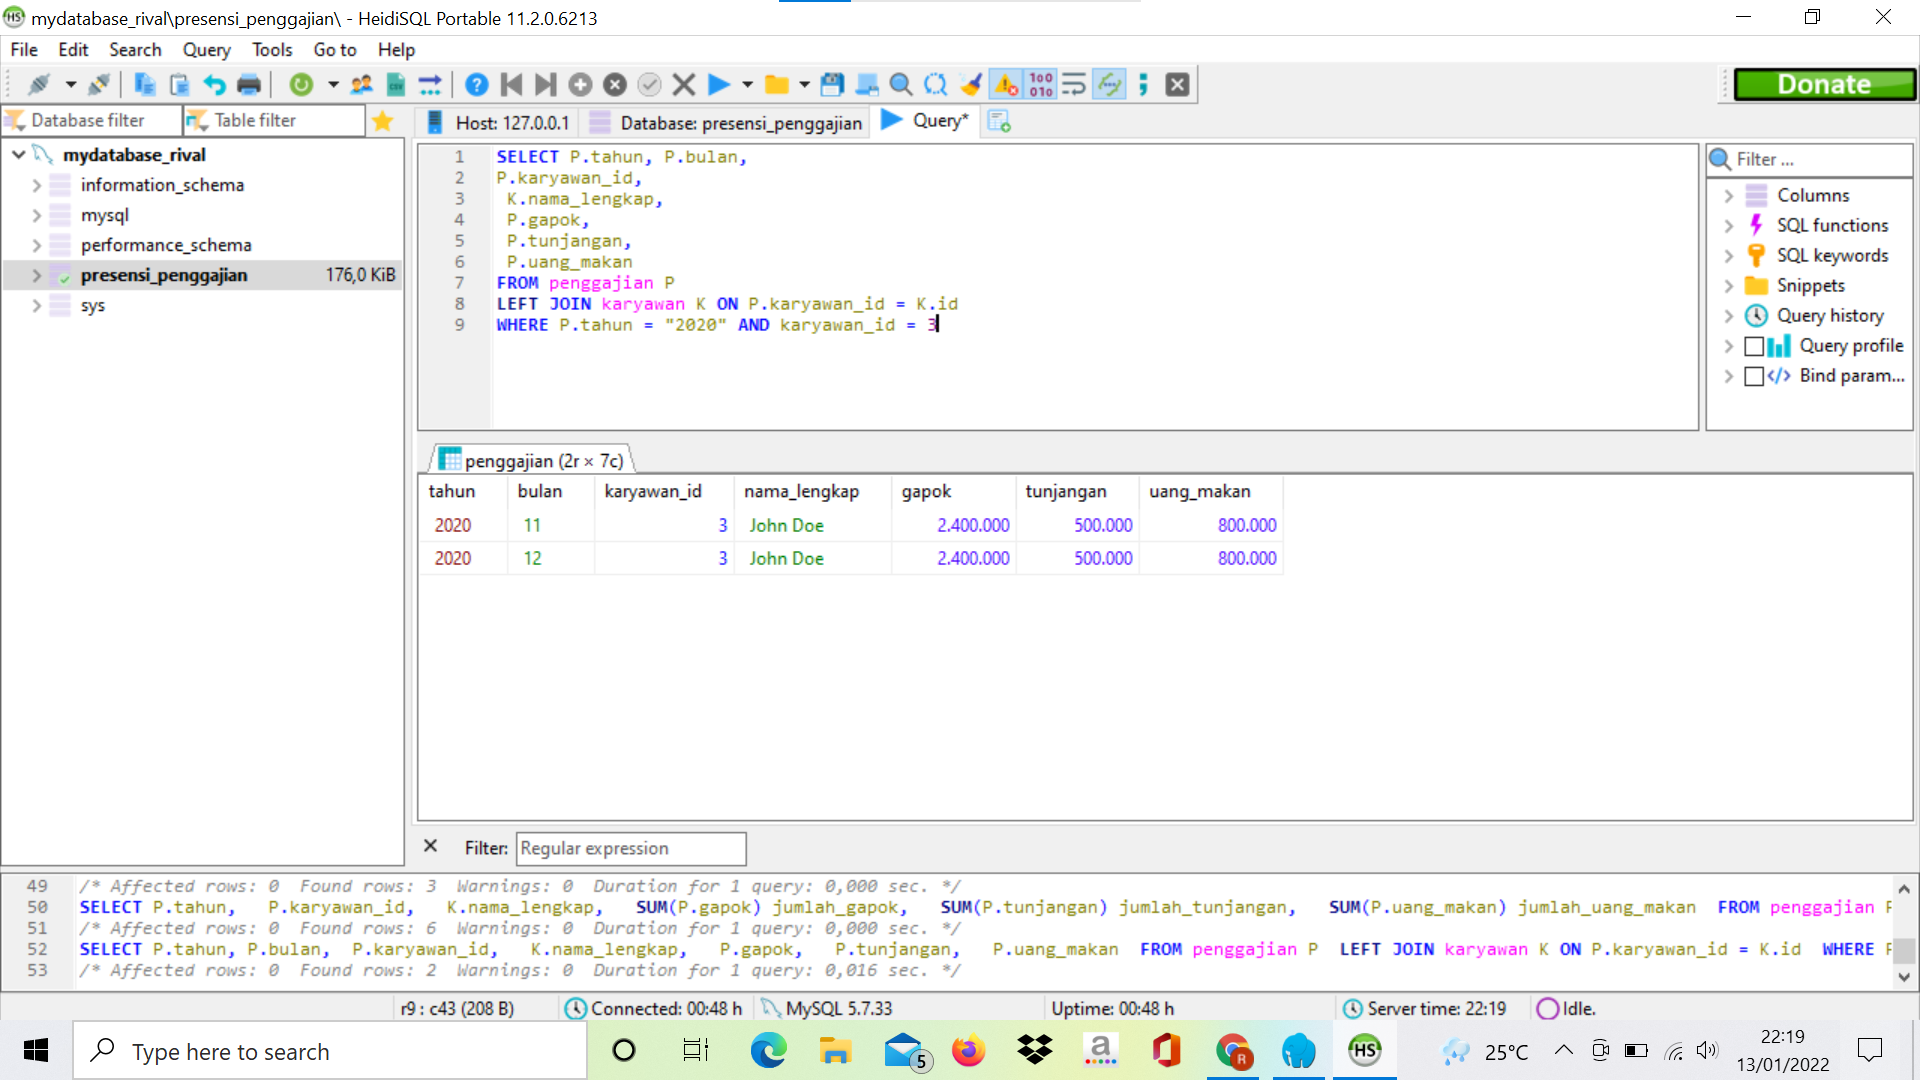 mydatabase_rival\presensi_penggajian\ - HeidiSQL Portable 11.2.0.6213
File Edit Search Query Tools Go to Help
Donate
Database filter Table filter Host: 127.0.0.1 Database: presensi_penggajian Query*
mydatabase_rival
information_schema
mysql
performance_schema
presensi_penggajian 176,0 KiB
sys
1 SELECT P.tahun, P.bulan,
2 P.karyawan_id,
3 K.nama_lengkap,
4 P.gapok,
5 P.tunjangan,
6 P.uang_makan
7 FROM penggajian P
8 LEFT JOIN karyawan K ON P.karyawan_id = K.id
9 WHERE P.tahun = "2020" AND karyawan_id = 3
Filter ...
Columns
SQL functions
SQL keywords
Snippets
Query history
Query profile
Bind param...
penggajian (2r × 7c)
tahun bulan karyawan_id nama_lengkap gapok tunjangan uang_makan
2020 11 3 John Doe 2.400.000 500.000 800.000
2020 12 3 John Doe 2.400.000 500.000 800.000
Filter: Regular expression
49 /* Affected rows: 0 Found rows: 3 Warnings: 0 Duration for 1 query: 0,000 sec. */
50 SELECT P.tahun, P.karyawan_id, K.nama_lengkap, SUM(P.gapok) jumlah_gapok, SUM(P.tunjangan) jumlah_tunjangan, SUM(P.uang_makan) jumlah_uang_makan FROM penggajian P
51 /* Affected rows: 0 Found rows: 6 Warnings: 0 Duration for 1 query: 0,000 sec. */
52 SELECT P.tahun, P.bulan, P.karyawan_id, K.nama_lengkap, P.gapok, P.tunjangan, P.uang_makan FROM penggajian P LEFT JOIN karyawan K ON P.karyawan_id = K.id WHERE P
53 /* Affected rows: 0 Found rows: 2 Warnings: 0 Duration for 1 query: 0,016 sec. */
r9 : c43 (208 B) Connected: 00:48 h MySQL 5.7.33 Uptime: 00:48 h Server time: 22:19 Idle.
Type here to search 5 R HS 25°C 22:19
13/01/2022